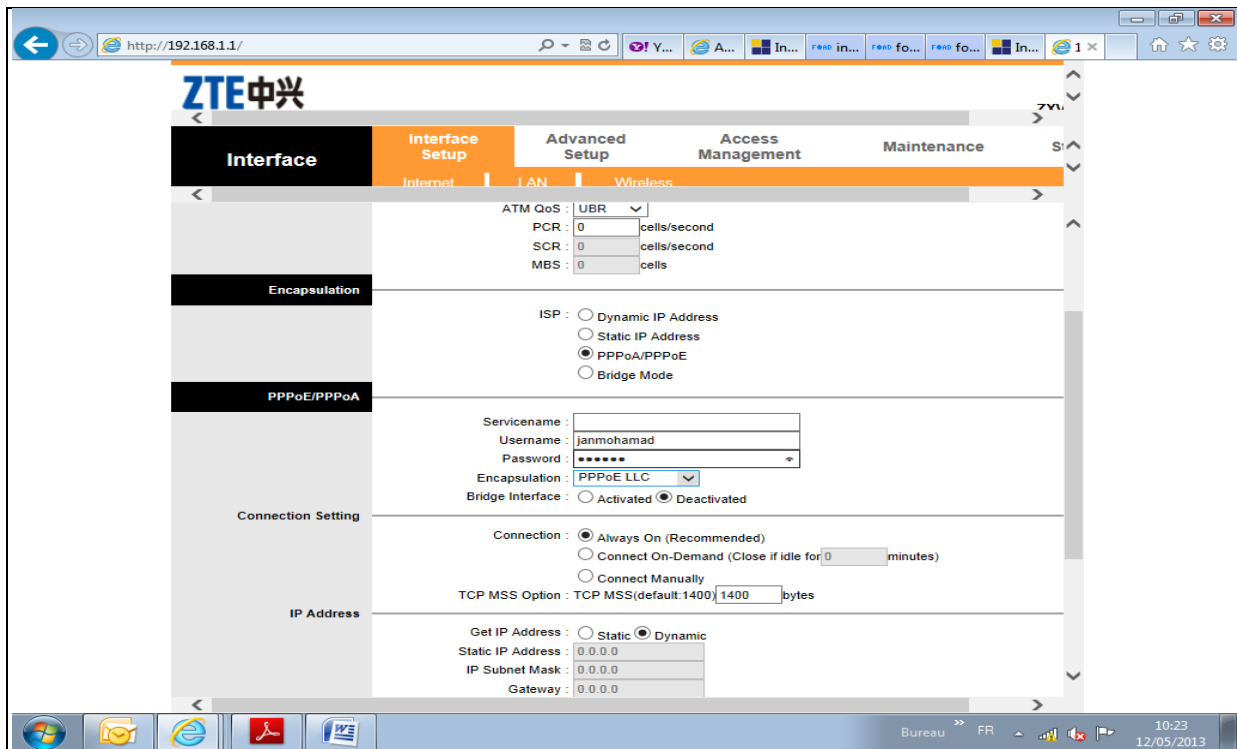 http://192.168.1.1/
Y...
A...
In...
FOAD in...
FOAD fo...
FOAD fo...
In...
1
ZTE中兴
Interface
Interface Setup
Advanced Setup
Access Management
Maintenance
Internet
LAN
Wireless
ATM QoS : UBR
PCR : 0 cells/second
SCR : 0 cells/second
MBS : 0 cells
Encapsulation
ISP : Dynamic IP Address
Static IP Address
PPPoA/PPPoE
Bridge Mode
PPPoE/PPPoA
Servicename :
Username : janmohamad
Password : ••••••
Encapsulation : PPPoE LLC
Bridge Interface : Activated Deactivated
Connection Setting
Connection : Always On (Recommended)
Connect On-Demand (Close if idle for 0 minutes)
Connect Manually
TCP MSS Option : TCP MSS(default:1400) 1400 bytes
IP Address
Get IP Address : Static Dynamic
Static IP Address : 0.0.0.0
IP Subnet Mask : 0.0.0.0
Gateway : 0.0.0.0
Bureau
FR
10:23
12/05/2013